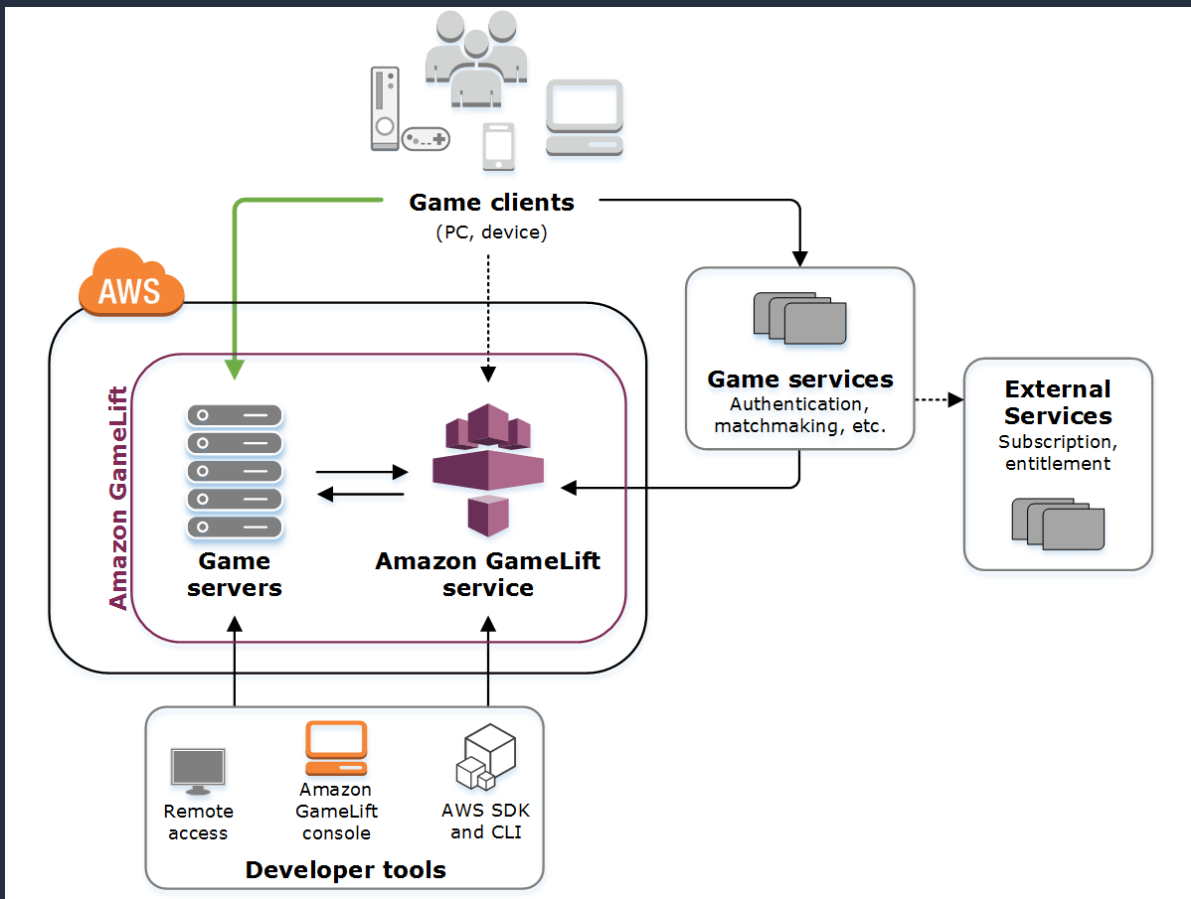 Game clients
(PC, device)
AWS
Amazon GameLift
Game services
Authentication,
matchmaking, etc.
External
Services
Subscription,
entitlement
Game
servers
Amazon GameLift
service
Remote
access
Amazon
GameLift
console
AWS SDK
and CLI
Developer tools